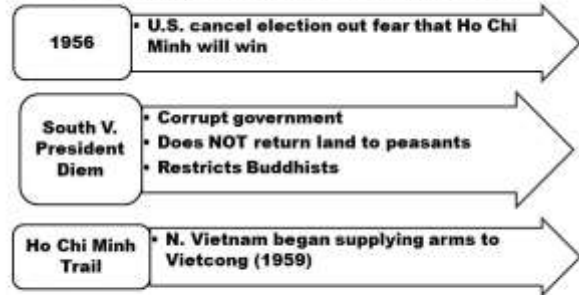 1956
• U.S. cancel election out fear that Ho Chi
Minh will win
South V.
President
Diem
• Corrupt government
• Does NOT return land to peasants
• Restricts Buddhists
Ho Chi Minh
Trail
• N. Vietnam began supplying arms to
Vietcong (1959)